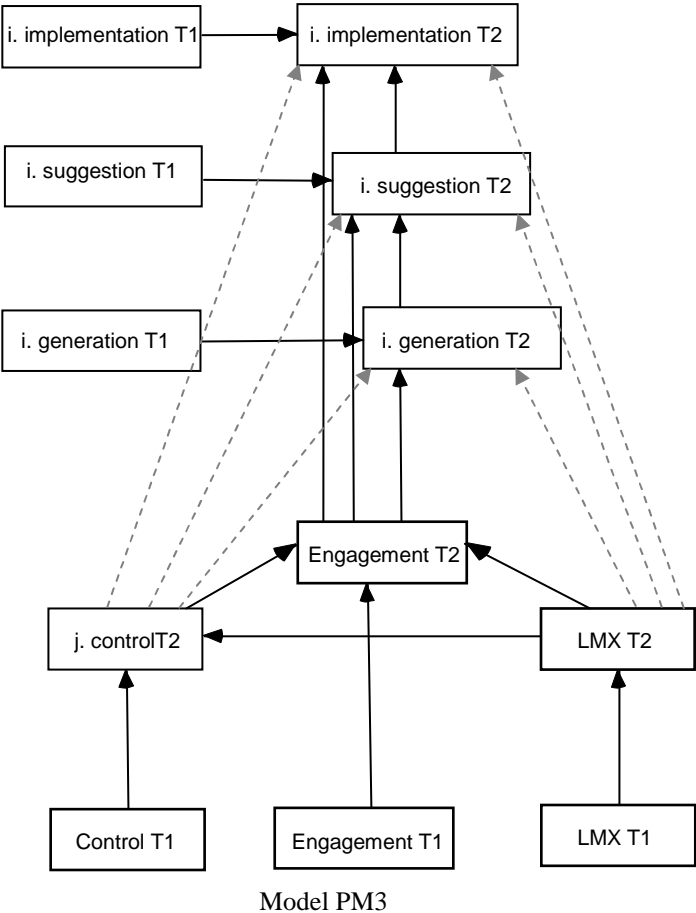 i. implementation T1
i. implementation T2
i. suggestion T1
i. suggestion T2
i. generation T1
i. generation T2
Engagement T2
j. controlT2
LMX T2
Control T1
Engagement T1
LMX T1
Model PM3